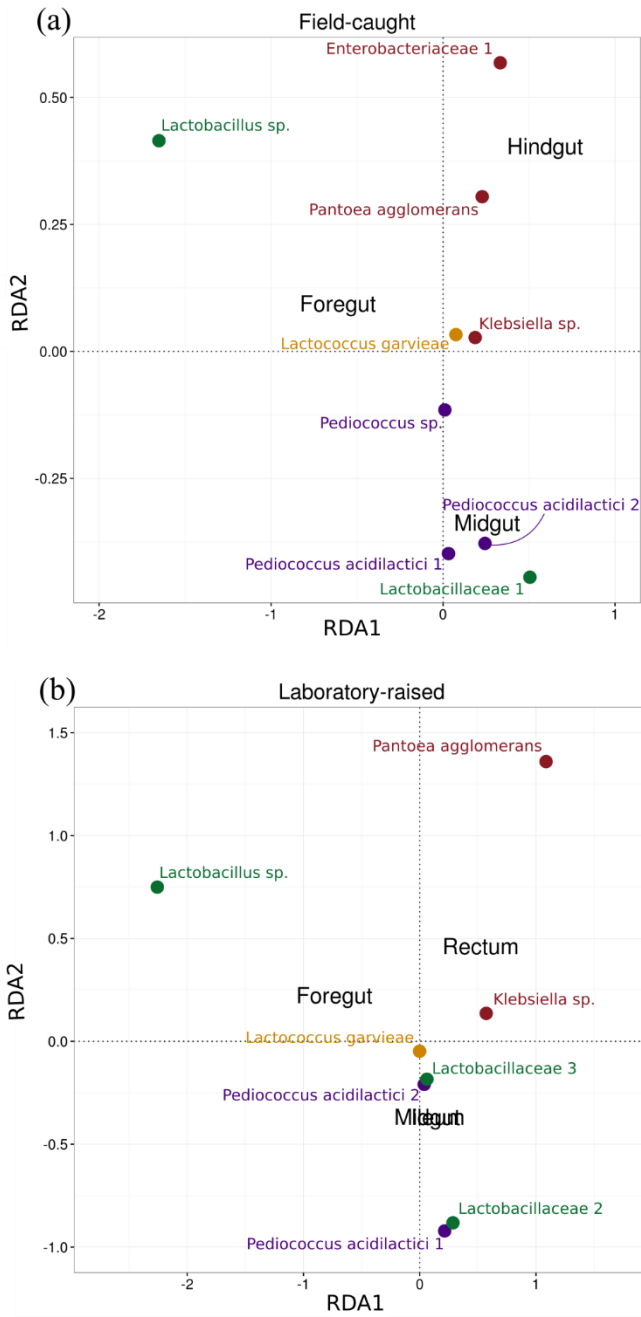 (a)
Field-caught
Enterobacteriaceae 1
0.50
Lactobacillus sp.
Hindgut
Pantoea agglomerans
0.25
RDA2
Foregut
Klebsiella sp.
Lactococcus garvieae
0.00
Pediococcus sp.
-0.25
Pediococcus acidilactici 2
Midgut
Pediococcus acidilactici 1
Lactobacillaceae 1
-2 -1 0 1
RDA1
(b)
Laboratory-raised
Pantoea agglomerans
1.5
1.0
Lactobacillus sp.
0.5
Rectum
RDA2
Foregut
Klebsiella sp.
Lactococcus garvieae
0.0
Lactobacillaceae 3
Pediococcus acidilactici 2
Midgut
Ileum
-0.5
Lactobacillaceae 2
Pediococcus acidilactici 1
-1.0
-2 -1 0 1
RDA1